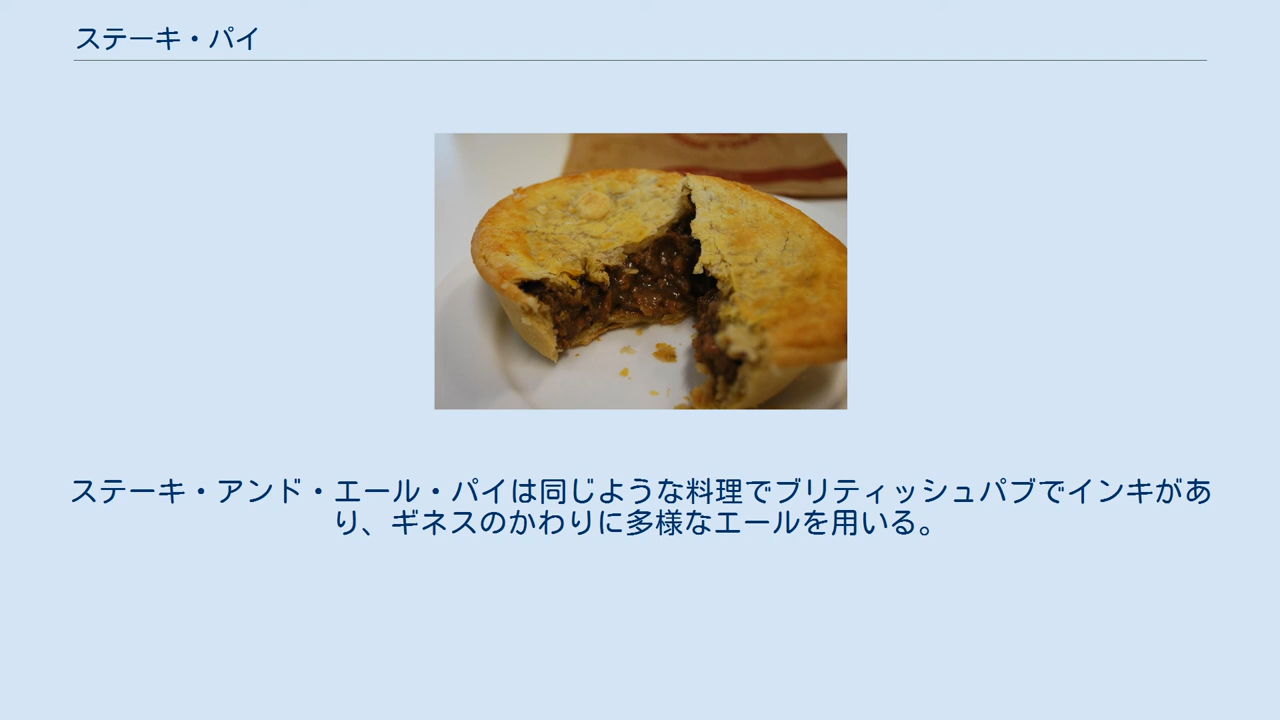 ステーキ・パイ
ステーキ・アンド・エール・パイは同じような料理でブリティッシュパブでインキがあ
り、ギネスのかわりに多様なエールを用いる。